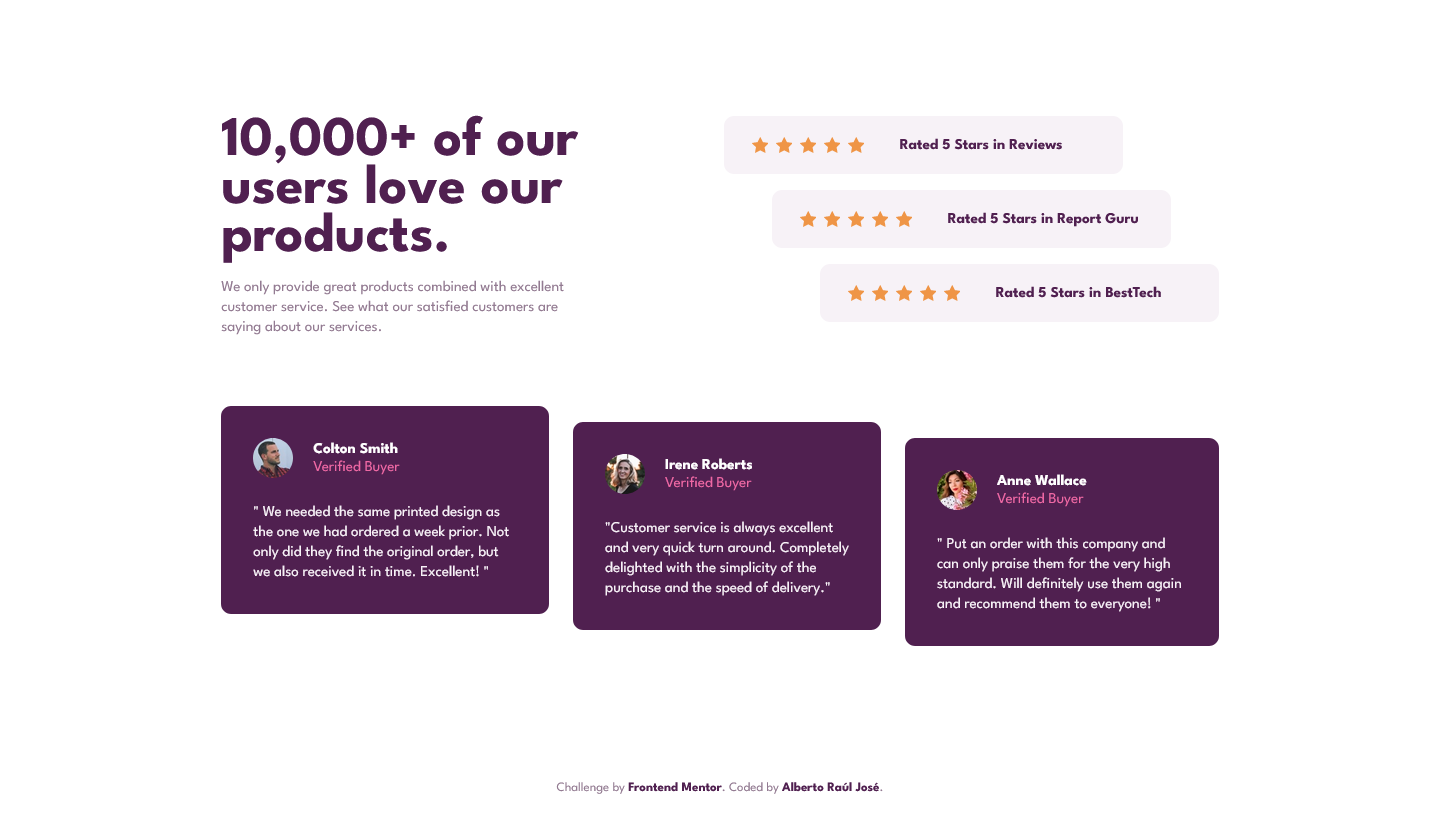 10,000+ of our
users love our
products.
We only provide great products combined with excellent
customer service. See what our satisfied customers are
saying about our services.
Rated 5 Stars in Reviews
Rated 5 Stars in Report Guru
Rated 5 Stars in BestTech
Colton Smith
Verified Buyer
" We needed the same printed design as
the one we had ordered a week prior. Not
only did they find the original order, but
we also received it in time. Excellent! "
Irene Roberts
Verified Buyer
"Customer service is always excellent
and very quick turn around. Completely
delighted with the simplicity of the
purchase and the speed of delivery."
Anne Wallace
Verified Buyer
" Put an order with this company and
can only praise them for the very high
standard. Will definitely use them again
and recommend them to everyone! "
Challenge by Frontend Mentor. Coded by Alberto Raúl José.